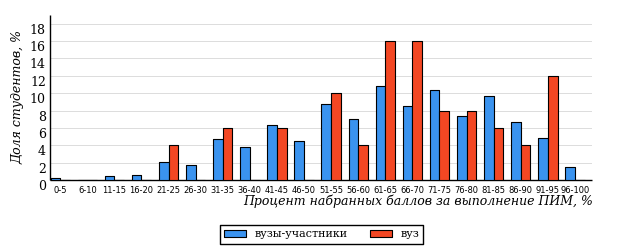 Доля студентов, %
18
16
14
12
10
8
6
4
2
0
0-5 6-10 11-15 16-20 21-25 26-30 31-35 36-40 41-45 46-50 51-55 56-60 61-65 66-70 71-75 76-80 81-85 86-90 91-95 96-100
Процент набранных баллов за выполнение ПИМ, %
вузы-участники вуз